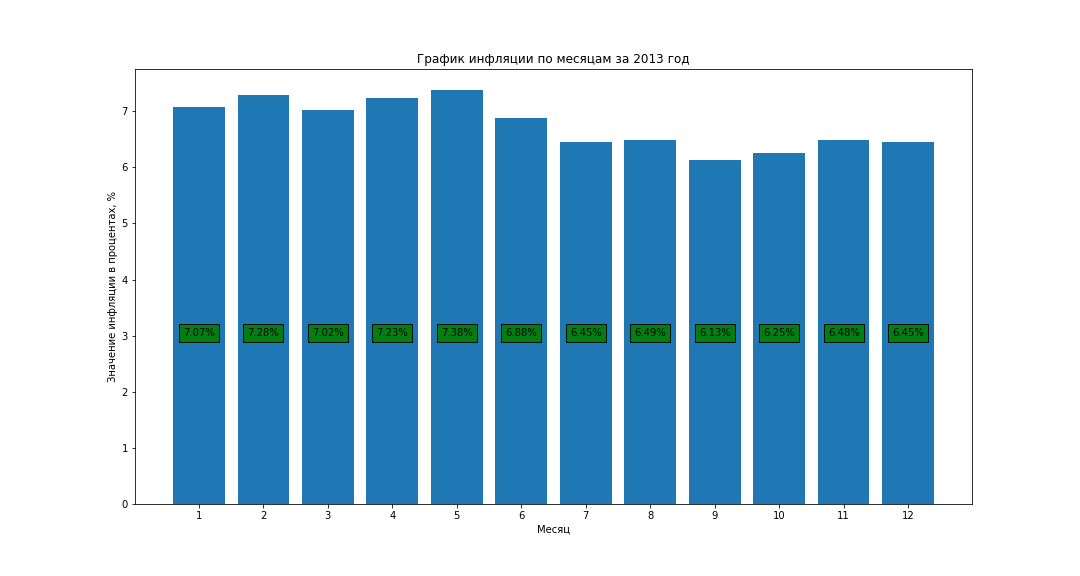 График инфляции по месяцам за 2013 год
Значение инфляции в процентах, %
7
6
5
4
3
2
1
0
7.07% 7.28% 7.02% 7.23% 7.38% 6.88% 6.45% 6.49% 6.13% 6.25% 6.48% 6.45%
1 2 3 4 5 6 7 8 9 10 11 12
Месяц